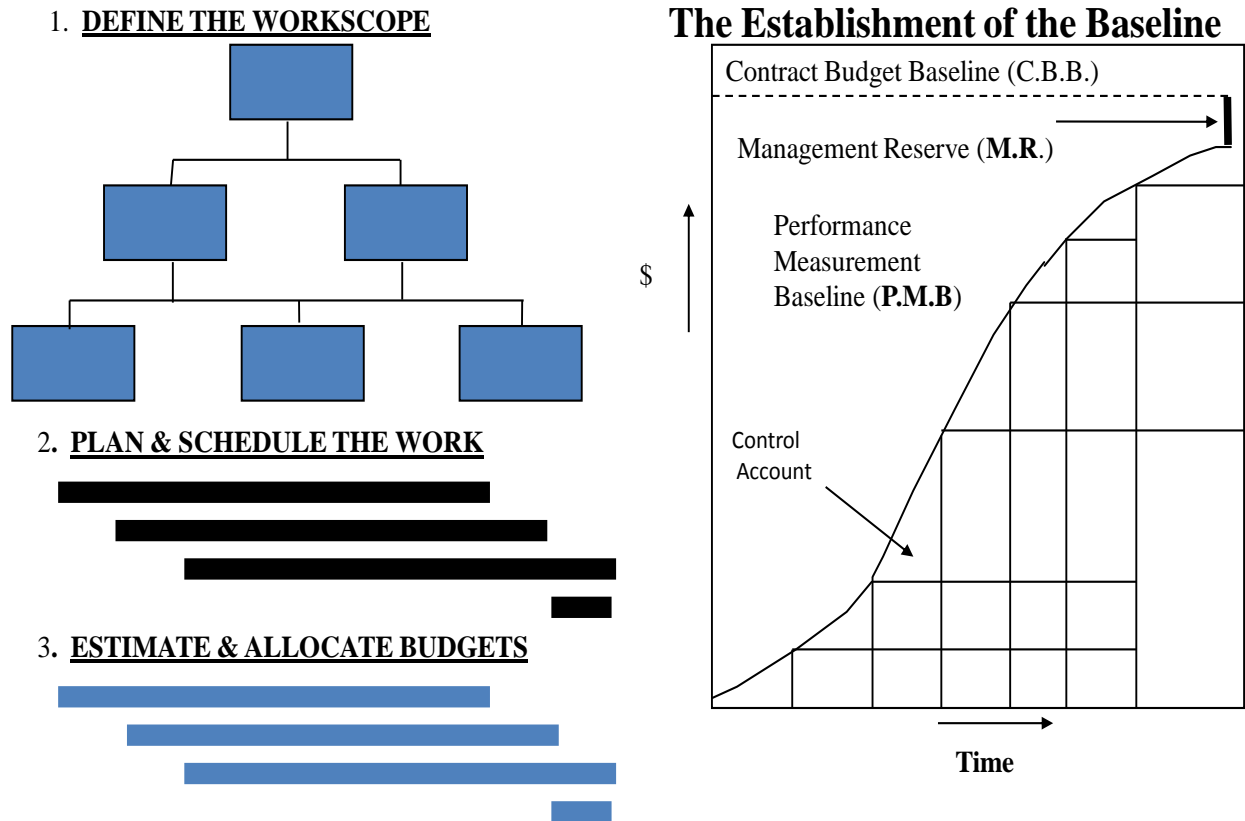 1. DEFINE THE WORKSCOPE
2. PLAN & SCHEDULE THE WORK
3. ESTIMATE & ALLOCATE BUDGETS
The Establishment of the Baseline
Contract Budget Baseline (C.B.B.)
Management Reserve (M.R.)
Performance
Measurement
Baseline (P.M.B)
$
Control
Account
Time